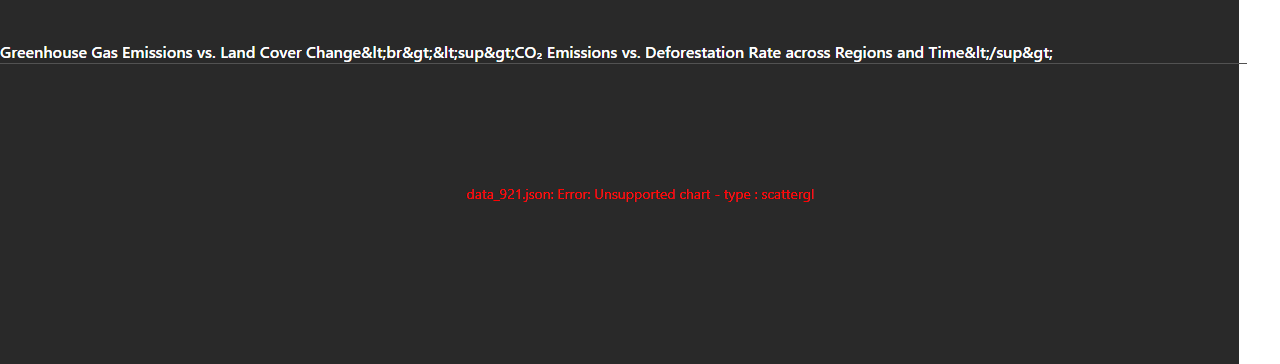 Greenhouse Gas Emissions vs. Land Cover Change&lt;br&gt;&lt;sup&gt;CO₂ Emissions vs. Deforestation Rate across Regions and Time&lt;/sup&gt;
data_921.json: Error: Unsupported chart - type : scattergl